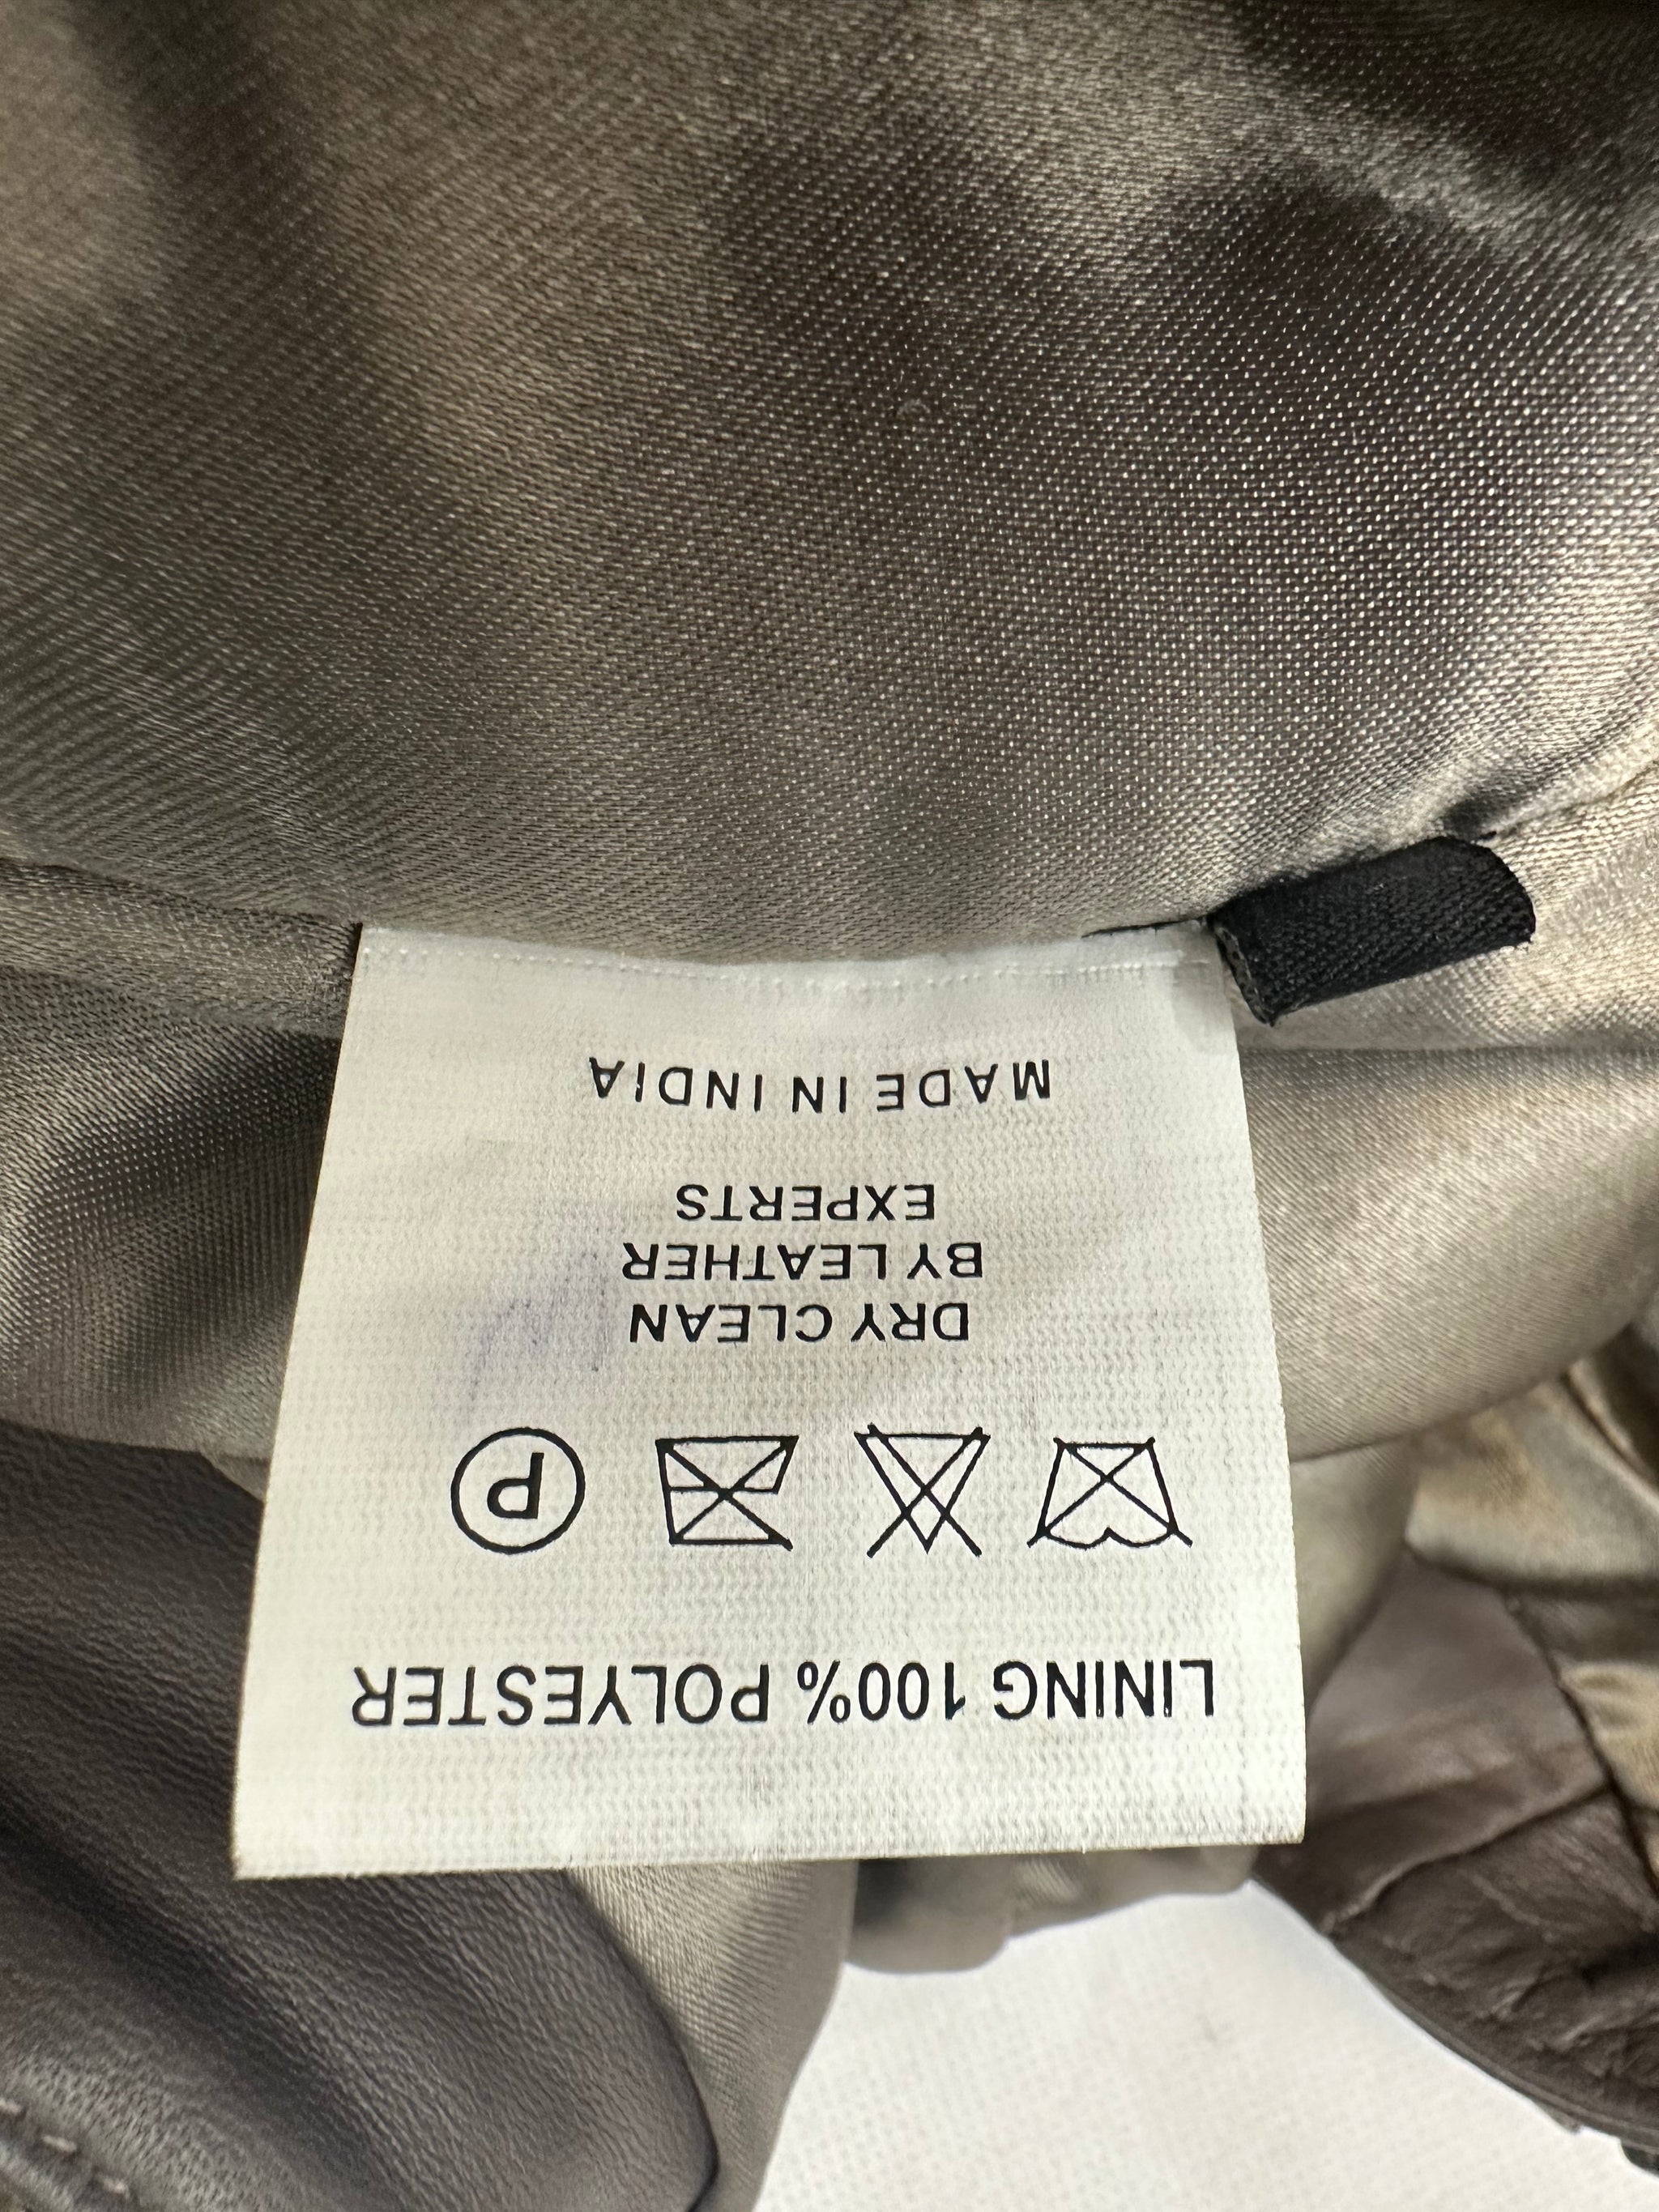 LINING 100% POLYESTER
P
DRY CLEAN
BY LEATHER
EXPERTS
MADE IN INDIA